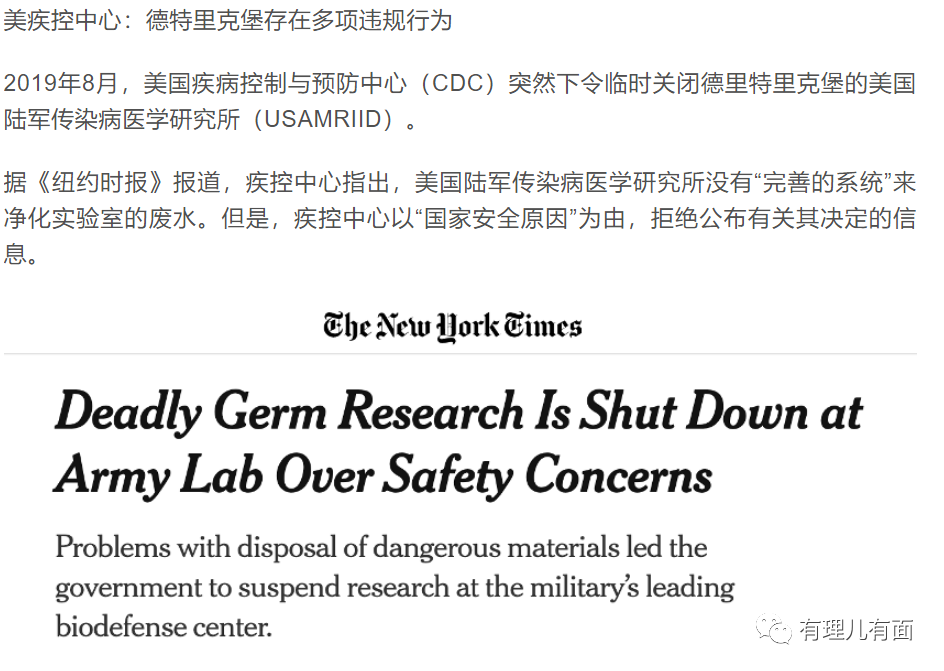 美疾控中心：德特里克堡存在多项违规行为
2019年8月，美国疾病控制与预防中心（CDC）突然下令临时关闭德里特里克堡的美国
陆军传染病医学研究所（USAMRIID）。
据《纽约时报》报道，疾控中心指出，美国陆军传染病医学研究所没有“完善的系统”来
净化实验室的废水。但是，疾控中心以“国家安全原因”为由，拒绝公布有关其决定的信
息。
The New York Times
Deadly Germ Research Is Shut Down at
Army Lab Over Safety Concerns
Problems with disposal of dangerous materials led the
government to suspend research at the military’s leading
biodefense center.
有理儿有面